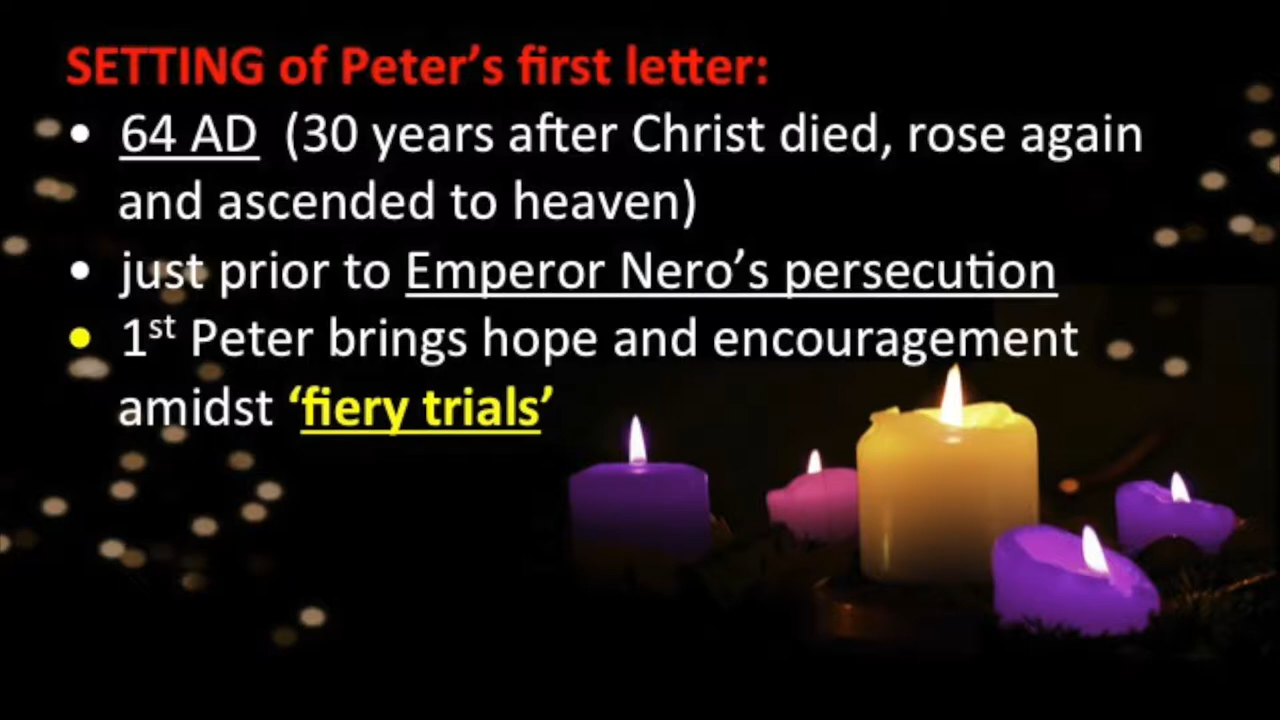 SETTING of Peter’s first letter:
• 64 AD (30 years after Christ died, rose again
and ascended to heaven)
• just prior to Emperor Nero’s persecution
• 1st Peter brings hope and encouragement
amidst ‘fiery trials’